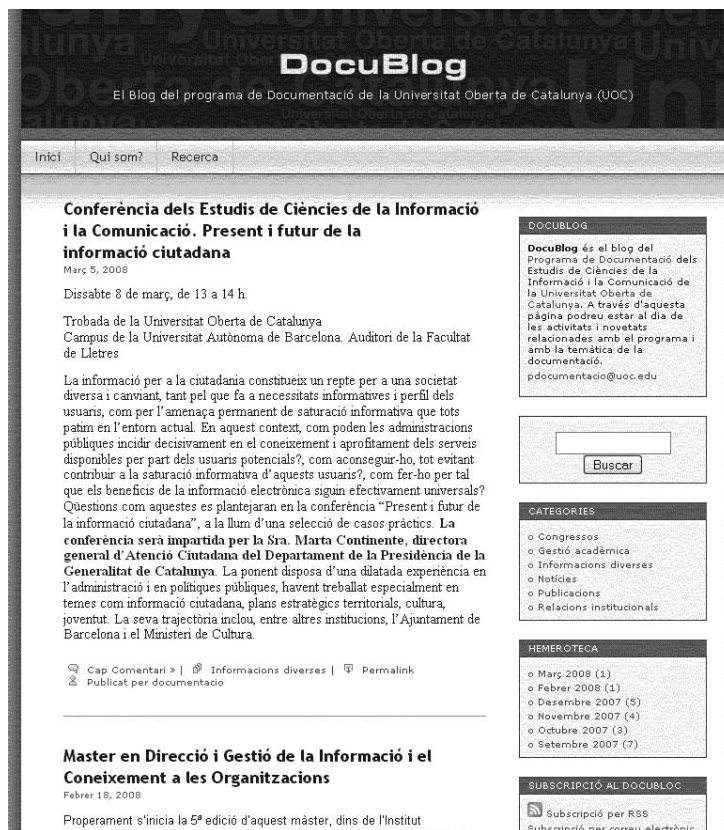 DocuBlog
El Blog del programa de Documentació de la Universitat Oberta de Catalunya (UOC)
Inici
Qui som?
Recerca
Conferència dels Estudis de Ciències de la Informació
i la Comunicació. Present i futur de la
informació ciutadana
Març 5, 2008
Dissabte 8 de març, de 13 a 14 h.
Trobada de la Universitat Oberta de Catalunya
Campus de la Universitat Autònoma de Barcelona. Auditori de la Facultat
de Lletres
La informació per a la ciutadania constitueix un repte per a una societat
diversa i canviant, tant pel que fa a necessitats informatives i perfil dels
usuaris, com per l'amenaça permanent de saturació informativa que tots
patim en l'entorn actual. En aquest context, com poden les administracions
públiques incidir decisivament en el coneixement i aprofitament dels serveis
disponibles per part dels usuaris potencials?, com aconseguir-ho, tot evitant
contribuir a la saturació informativa d'aquests usuaris?, com fer-ho per tal
que els beneficis de la informació electrònica siguin efectivament universals?
Qüestions com aquestes es plantejaran en la conferència "Present i futur de
la informació ciutadana", a la llum d'una selecció de casos pràctics. La
conferència serà impartida per la Sra. Marta Continente, directora
general d'Atenció Ciutadana del Departament de la Presidència de la
Generalitat de Catalunya. La ponent disposa d'una dilatada experiència en
l'administració i en polítiques públiques, havent treballat especialment en
temes com informació ciutadana, plans estratègics territorials, cultura,
joventut. La seva trajectòria inclou, entre altres institucions, l'Ajuntament de
Barcelona i el Ministeri de Cultura.
Cap Comentari » | Informacions diverses | Permalink
Publicat per documentacio
Master en Direcció i Gestió de la Informació i el
Coneixement a les Organitzacions
Febrer 18, 2008
Properament s'inicia la 5ª edició d'aquest màster, dins de l'Institut
DOCUBLOG
DocuBlog és el blog del
Programa de Documentació dels
Estudis de Ciències de la
Informació i la Comunicació de
la Universitat Oberta de
Catalunya. A través d'aquesta
pàgina podreu estar al dia de
les activitats i novetats
relacionades amb el programa i
amb la temàtica de la
documentació.
pdocumentacio@uoc.edu
Buscar
CATEGORIES
o Congressos
o Gestió acadèmica
o Informacions diverses
o Notícies
o Publicacions
o Relacions institucionals
HEMEROTECA
o Març 2008 (1)
o Febrer 2008 (1)
o Desembre 2007 (5)
o Novembre 2007 (4)
o Octubre 2007 (3)
o Setembre 2007 (7)
SUBSCRIPCIÓ AL DOCUBLOC
Subscripció per RSS
Subscripció per correu electrònic